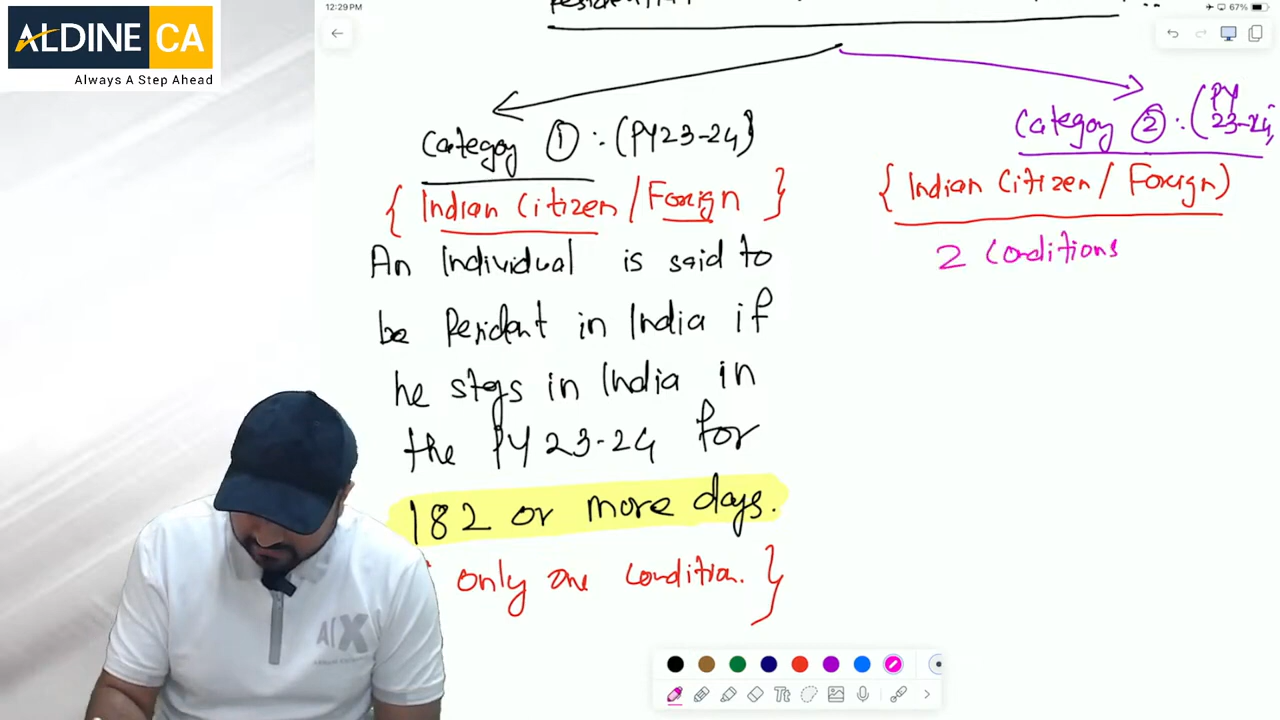 ALDINE CA
Always A Step Ahead
12:29 PM
67%
Category ① : (PY 23-24)
{ Indian Citizen / Foreign }
An Individual is said to
be Resident in India if
he stays in India in
the PY 23-24 for
182 or more days.
only one condition. }
Category ② : (PY
23-24)
{ Indian Citizen / Foreign )
2 Conditions
Tt